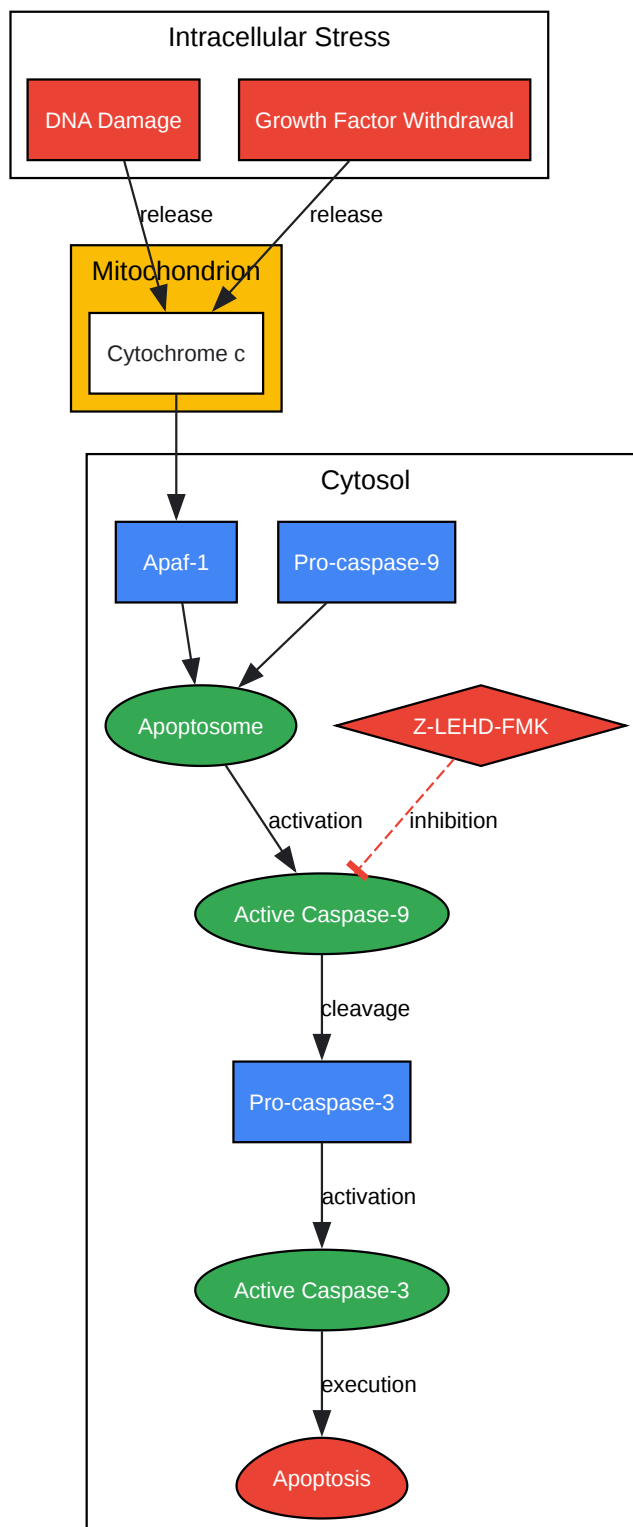 Intracellular Stress
DNA Damage
Growth Factor Withdrawal
release
release
Mitochondrion
Cytochrome c
Cytosol
Apaf-1
Pro-caspase-9
Apoptosome
Z-LEHD-FMK
activation
inhibition
Active Caspase-9
cleavage
Pro-caspase-3
activation
Active Caspase-3
execution
Apoptosis